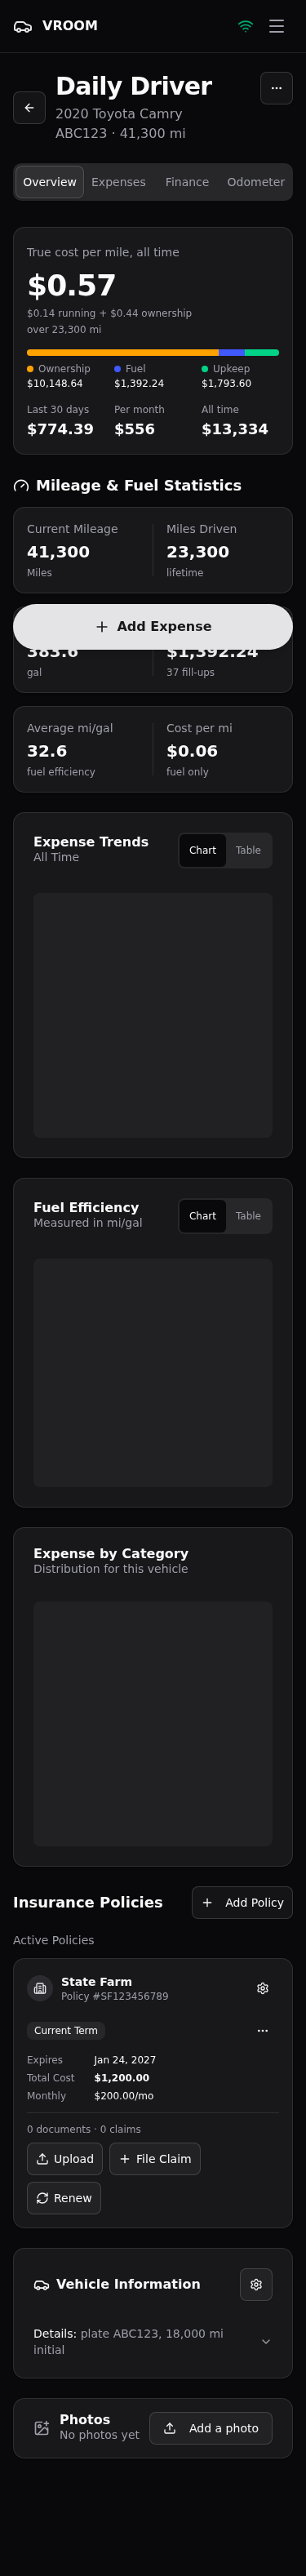 VROOM
Daily Driver
2020 Toyota Camry
ABC123 · 41,300 mi
Overview Expenses Finance Odometer
True cost per mile, all time
$0.57
$0.14 running + $0.44 ownership
over 23,300 mi
Ownership Fuel Upkeep
$10,148.64 $1,392.24 $1,793.60
Last 30 days Per month All time
$774.39 $556 $13,334
Mileage & Fuel Statistics
Current Mileage Miles Driven
41,300 23,300
Miles lifetime
Add Expense
383.6 $1,392.24
gal 37 fill-ups
Average mi/gal Cost per mi
32.6 $0.06
fuel efficiency fuel only
Expense Trends
All Time
Chart Table
Fuel Efficiency
Measured in mi/gal
Chart Table
Expense by Category
Distribution for this vehicle
Insurance Policies Add Policy
Active Policies
State Farm
Policy #SF123456789
Current Term
Expires Jan 24, 2027
Total Cost $1,200.00
Monthly $200.00/mo
0 documents · 0 claims
Upload File Claim
Renew
Vehicle Information
Details: plate ABC123, 18,000 mi
initial
Photos
No photos yet
Add a photo